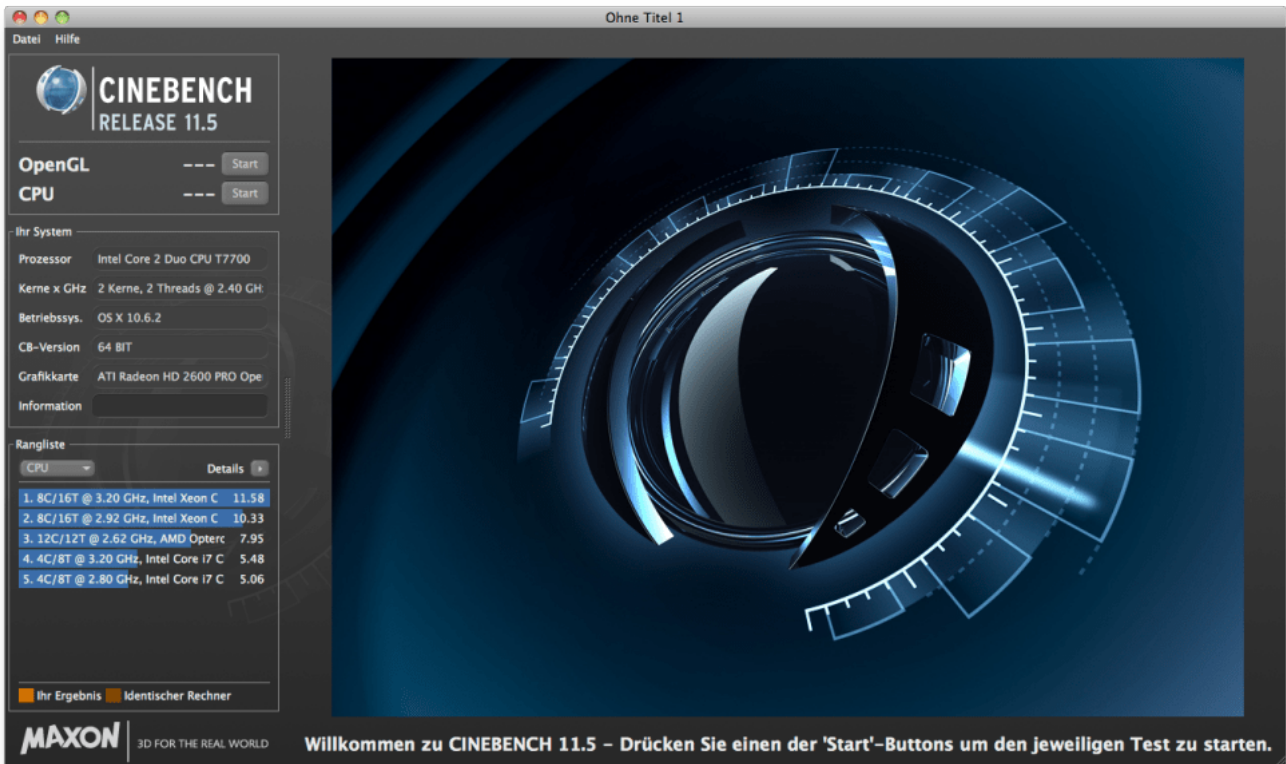 Ohne Titel 1
Datei Hilfe
CINEBENCH
RELEASE 11.5
OpenGL --- Start
CPU --- Start
Ihr System
Prozessor Intel Core 2 Duo CPU T7700
Kerne x GHz 2 Kerne, 2 Threads @ 2.40 GH
Betriebssys. OS X 10.6.2
CB-Version 64 BIT
Grafikkarte ATI Radeon HD 2600 PRO Ope
Information
Rangliste
CPU Details
1. 8C/16T @ 3.20 GHz, Intel Xeon C 11.58
2. 8C/16T @ 2.92 GHz, Intel Xeon C 10.33
3. 12C/12T @ 2.62 GHz, AMD Opterc 7.95
4. 4C/8T @ 3.20 GHz, Intel Core i7 C 5.48
5. 4C/8T @ 2.80 GHz, Intel Core i7 C 5.06
Ihr Ergebnis Identischer Rechner
MAXON 3D FOR THE REAL WORLD
Willkommen zu CINEBENCH 11.5 – Drücken Sie einen der 'Start'-Buttons um den jeweiligen Test zu starten.